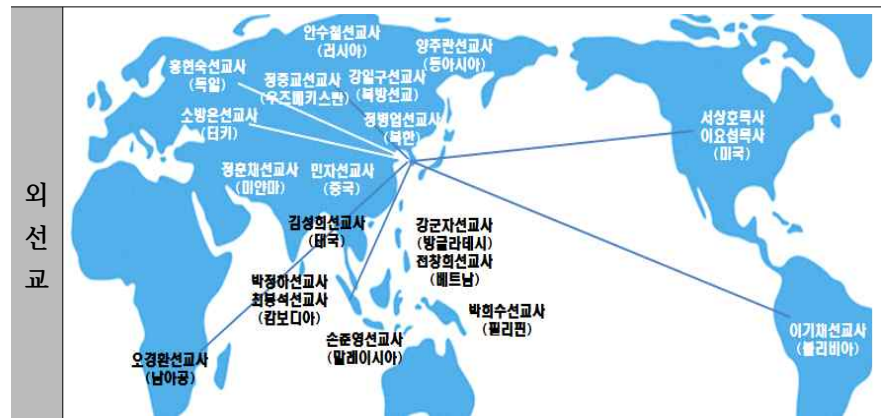 외
선
교
안수철선교사
(러시아)
양주란선교사
(동아시아)
홍현숙선교사
(독일)
정중교선교사
(우즈베키스탄)
강일구선교사
(북방선교)
소방은선교사
(터키)
정병업선교사
(북한)
서상호목사
이요섭목사
(미국)
정훈채선교사
(미얀마)
민자선교사
(중국)
김성희선교사
(태국)
강군자선교사
(방글라데시)
전창희선교사
(베트남)
박정아선교사
최봉석선교사
(캄보디아)
박희수선교사
(필리핀)
손준영선교사
(말레이시아)
이기채선교사
(볼리비아)
오경환선교사
(남아공)